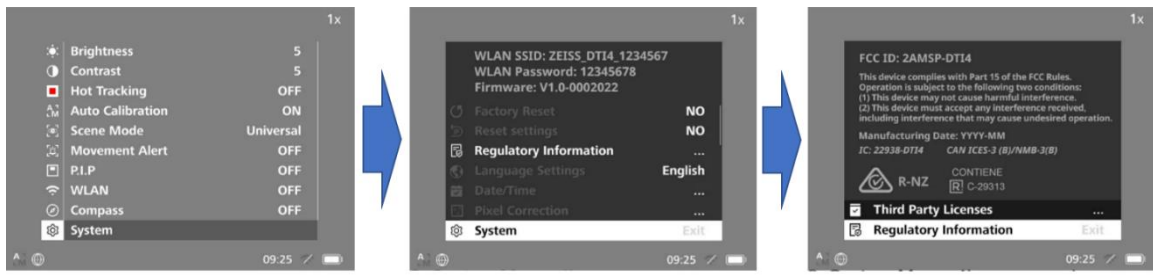 1x
Brightness 5
Contrast 5
Hot Tracking OFF
A M Auto Calibration ON
Scene Mode Universal
Movement Alert OFF
P.I.P OFF
WLAN OFF
Compass OFF
System
A 09:25
1x
WLAN SSID: ZEISS_DTI4_1234567
WLAN Password: 12345678
Firmware: V1.0-0002022
Factory Reset NO
Reset settings NO
Regulatory Information ...
Language Settings English
Date/Time ...
Pixel Correction ...
System Exit
A 09:25
1x
FCC ID: 2AMSP-DTI4
This device complies with Part 15 of the FCC Rules.
Operation is subject to the following two conditions:
(1) This device may not cause harmful interference.
(2) This device must accept any interference received,
including interference that may cause undesired operation.
Manufacturing Date: YYYY-MM
IC: 22938-DTI4 CAN ICES-3 (B)/NMB-3(B)
R-NZ
CONTIENE
R C-29313
Third Party Licenses ...
Regulatory Information Exit
A 09:25